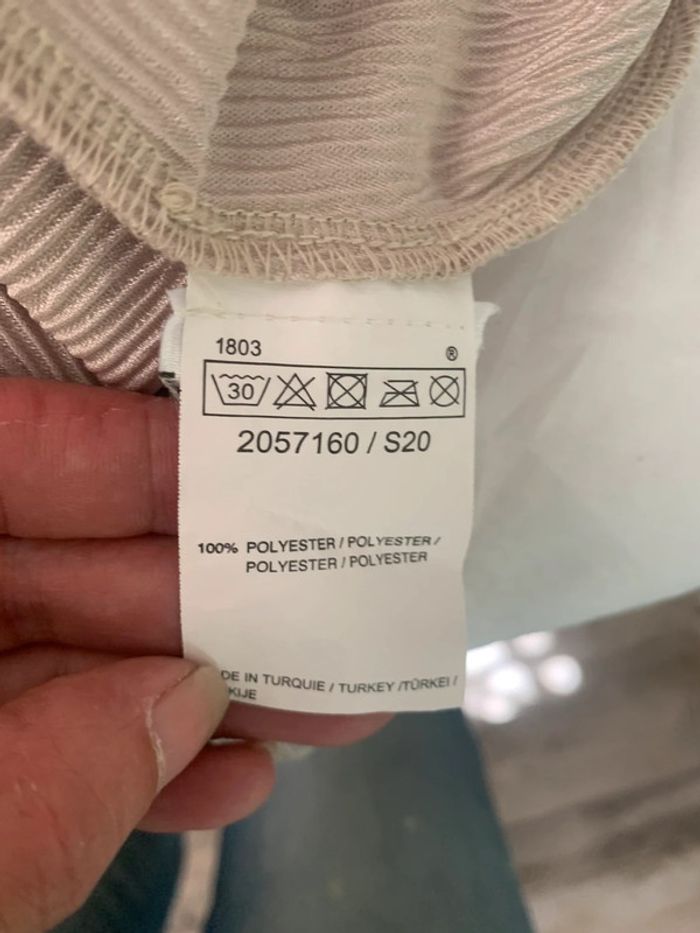 1803
®
30
2057160 / S20
100% POLYESTER / POLYESTER /
POLYESTER / POLYESTER
DE IN TURQUIE / TURKEY /TÜRKEI /
KIJE